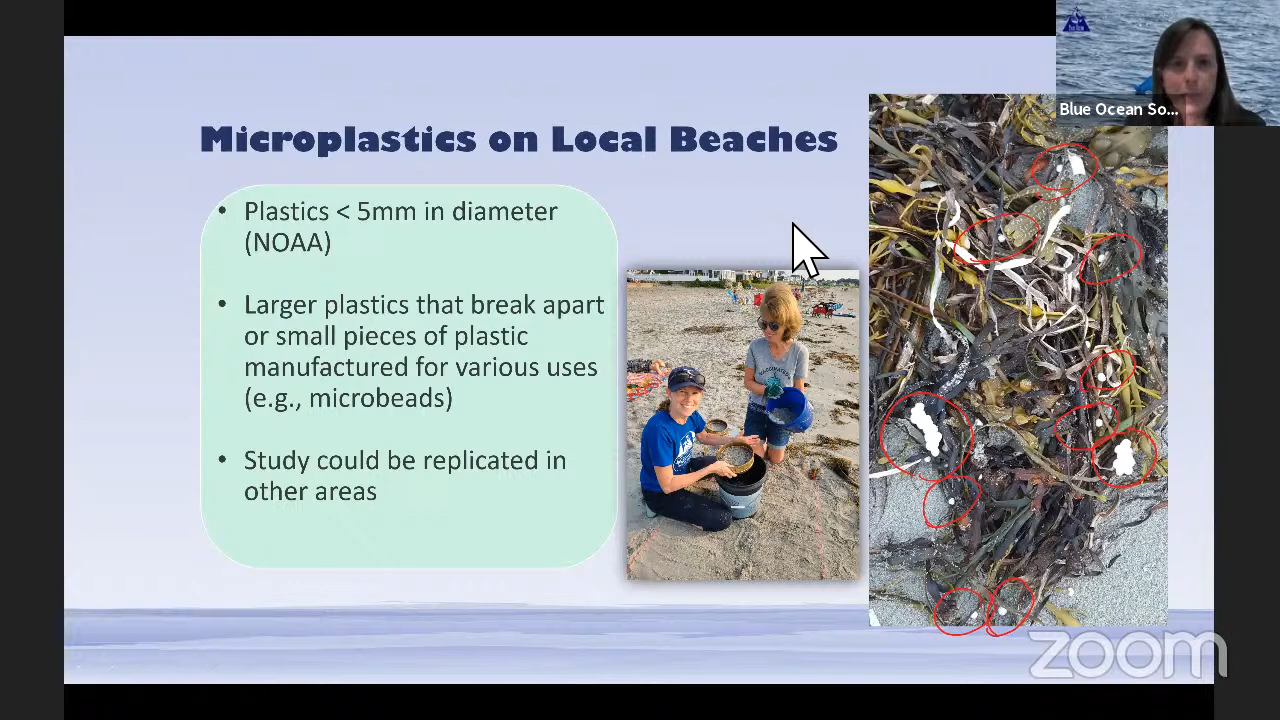 Microplastics on Local Beaches
• Plastics < 5mm in diameter
(NOAA)
• Larger plastics that break apart
or small pieces of plastic
manufactured for various uses
(e.g., microbeads)
• Study could be replicated in
other areas
Blue Ocean So...
zoom